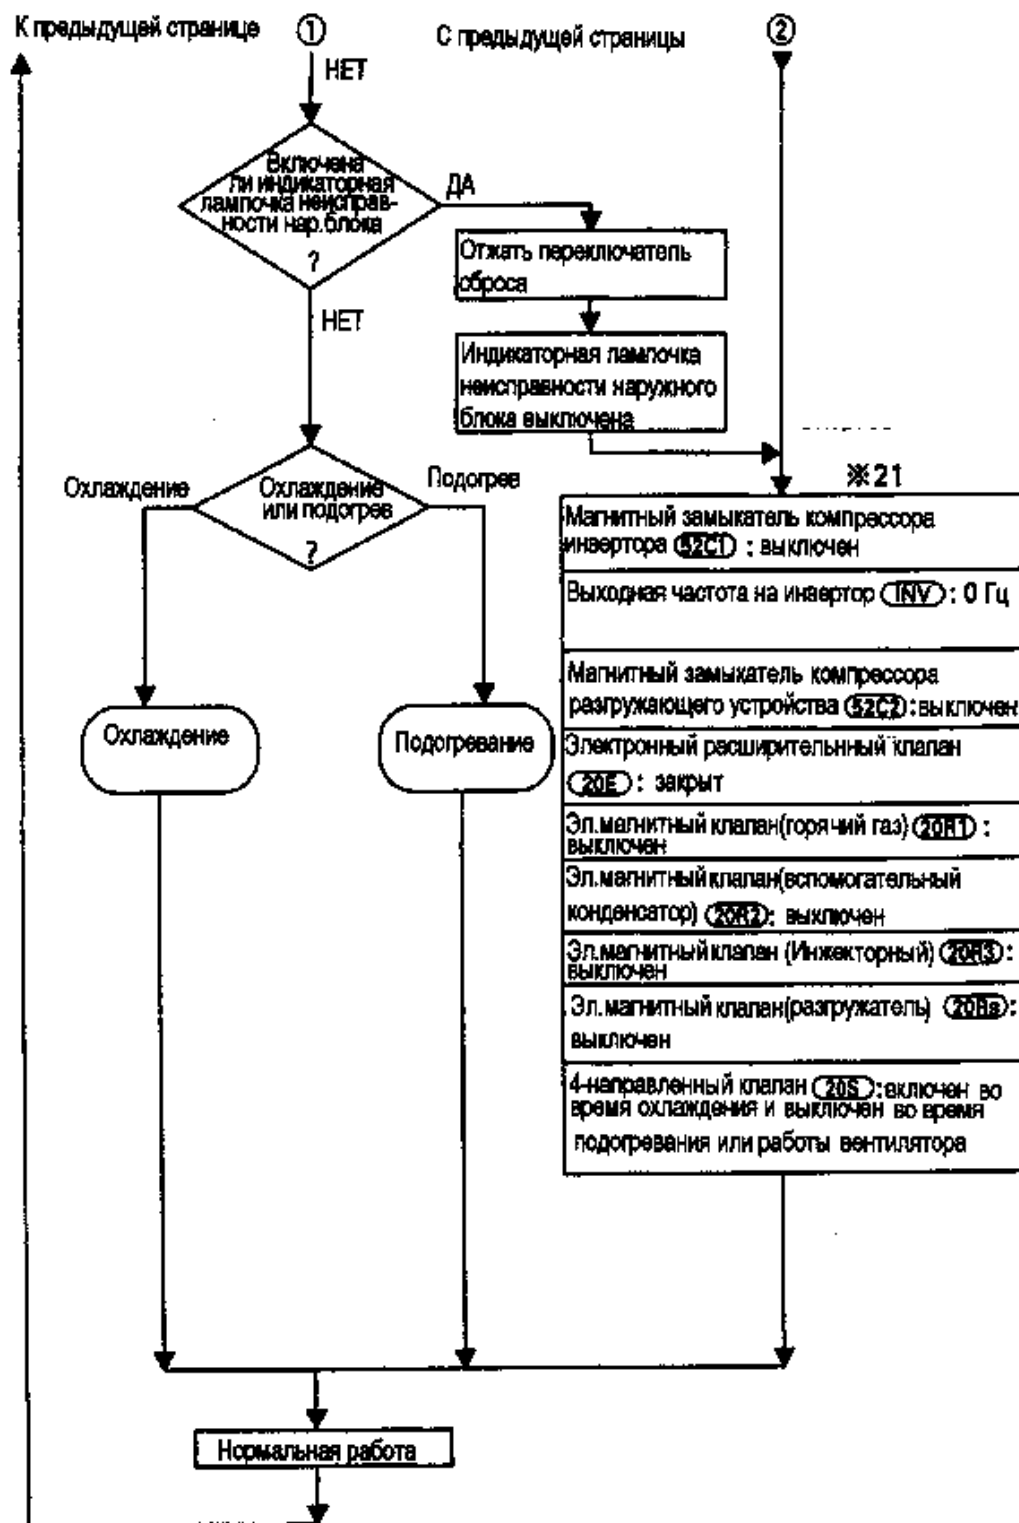 К предыдущей странице
①
С предыдущей страницы
②
НЕТ
Включена
ли индикаторная
лампочка неисправ-
ности нар.блока
?
ДА
Отжать переключатель
сброса
НЕТ
Индикаторная лампочка
неисправности наружного
блока выключена
Охлаждение
Охлаждение
или подогрев
?
Подогрев
※21
Магнитный замыкатель компрессора
инвертора 52C1 : выключен
Выходная частота на инвертор INV : 0 Гц
Магнитный замыкатель компрессора
разгружающего устройства 52C2 :выключен
Электронный расширительнный клапан
20E : закрыт
Эл.магнитный клапан(горячий газ) 20R1 :
выключен
Эл.магнитный клапан(вспомогательный
конденсатор) 20R2 : выключен
Эл.магнитный клапан (Инжекторный) 20R3 :
выключен
Эл.магнитный клапан(разгружатель) 20Rs :
выключен
4-направленный клапан 20S :включен во
время охлаждения и выключен во время
подогревания или работы вентилятора
Охлаждение
Подогревание
Нормальная работа